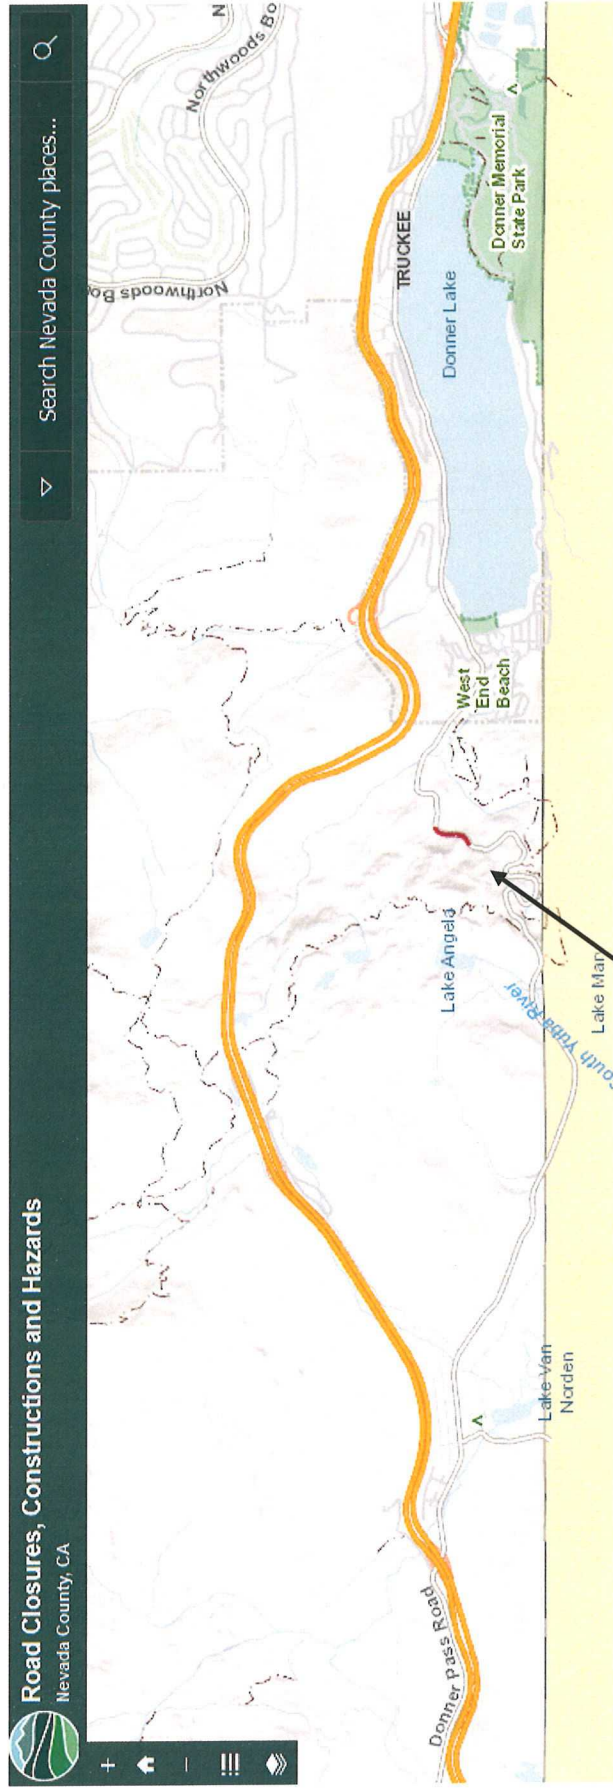 Road Closures, Constructions and Hazards
Nevada County, CA
Search Nevada County places...
N
Northwoods Bo
Northwoods Bo
TRUCKEE
Donner Lake
Donner Memorial
State Park
West
End
Beach
Lake Angela
South Yuba River
Lake Mar
Lake Van
Norden
Donner Pass Road